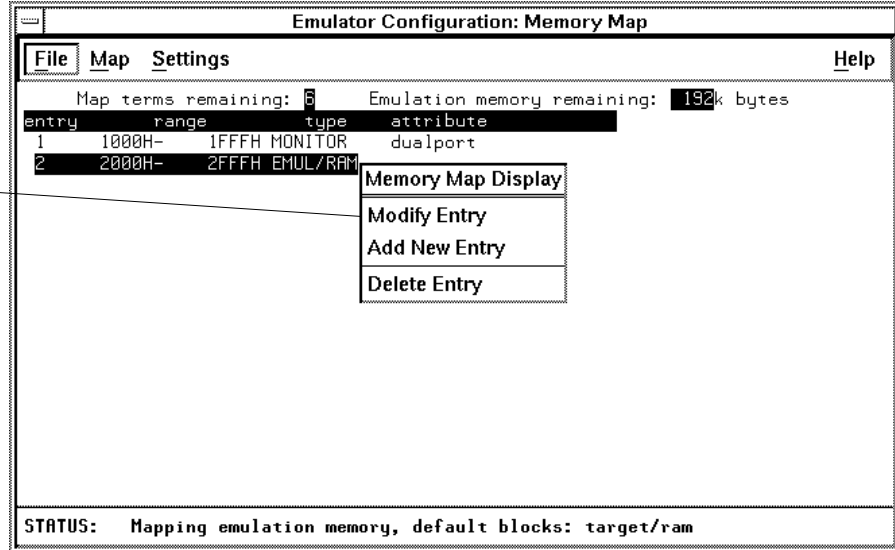 Emulator Configuration: Memory Map
File Map Settings Help
Map terms remaining: 6 Emulation memory remaining: 192k bytes
entry range type attribute
1 1000H- 1FFFH MONITOR dualport
2 2000H- 2FFFH EMUL/RAM
Memory Map Display
Modify Entry
Add New Entry
Delete Entry
STATUS: Mapping emulation memory, default blocks: target/ram